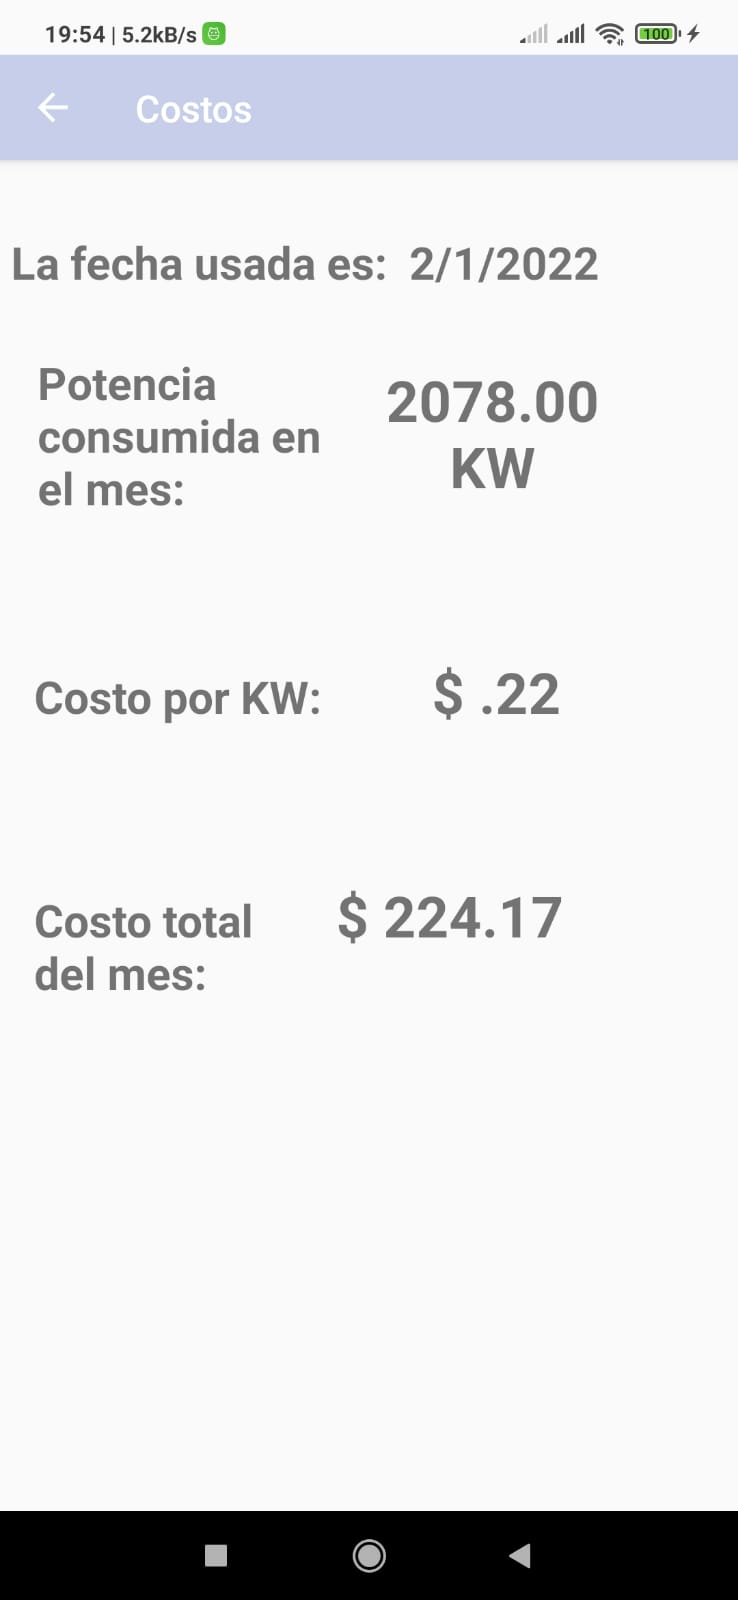 19:54 | 5.2kB/s
100
Costos
La fecha usada es: 2/1/2022
Potencia
consumida en
el mes:
2078.00
KW
Costo por KW:
$ .22
Costo total
del mes:
$ 224.17